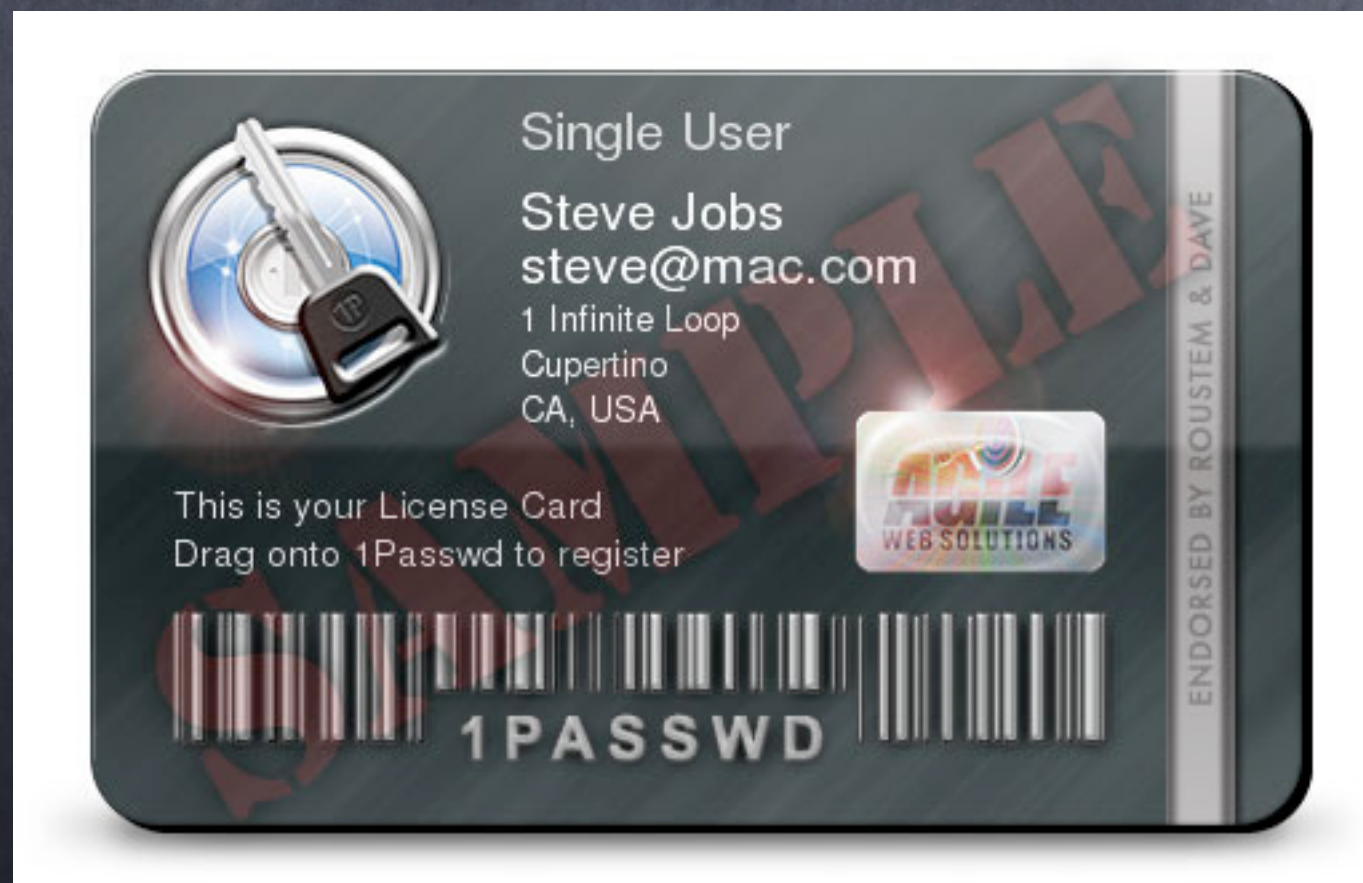 Single User
Steve Jobs
steve@mac.com
1 Infinite Loop
Cupertino
CA, USA
This is your License Card
Drag onto 1Passwd to register
AGILE
WEB SOLUTIONS
1PASSWD
ENDORSED BY ROUSTEM & DAVE
SAMPLE
1P